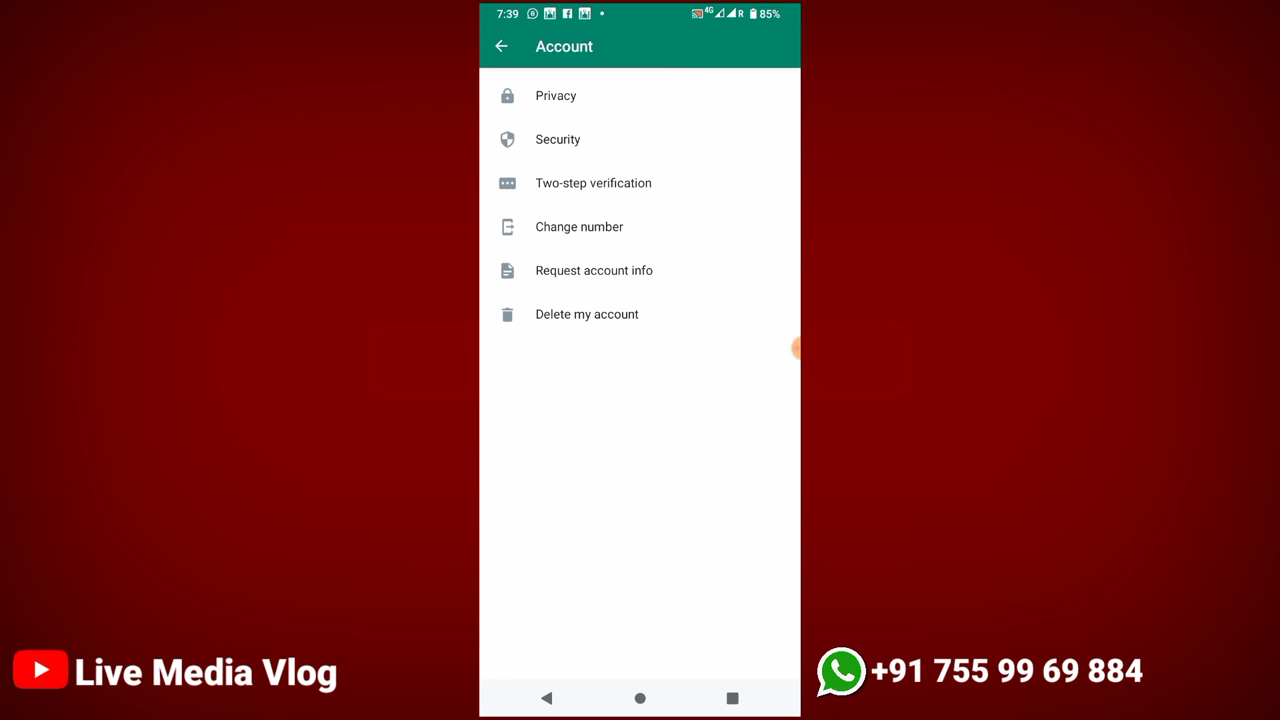 7:39 4G R 85%
Account
Privacy
Security
Two-step verification
Change number
Request account info
Delete my account
Live Media Vlog
+91 755 99 69 884